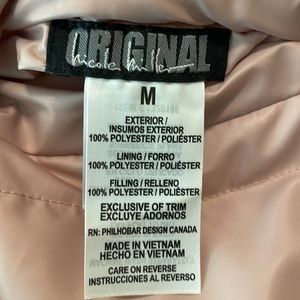 ORIGINAL
nicole miller
M
EXTERIOR /
INSUMOS EXTERIOR
100% POLYESTER / POLIÉSTER
LINING / FORRO
100% POLYESTER / POLIÉSTER
FILLING / RELLENO
100% POLYESTER / POLIÉSTER
EXCLUSIVE OF TRIM
EXCLUYE ADORNOS
RN: PHILHOBAR DESIGN CANADA
MADE IN VIETNAM
HECHO EN VIETNAM
CARE ON REVERSE
INSTRUCCIONES AL REVERSO